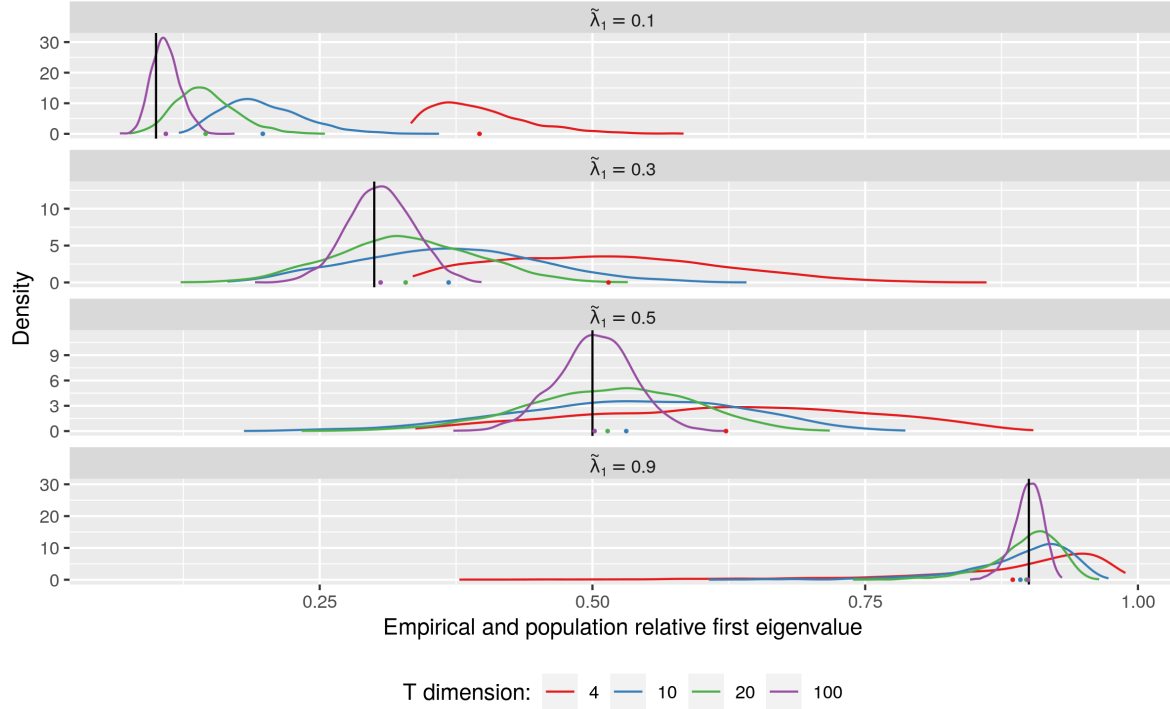 λ̃₁ = 0.1
30
20
10
0
λ̃₁ = 0.3
10
5
0
λ̃₁ = 0.5
9
6
3
0
λ̃₁ = 0.9
30
20
10
0
Density
0.25 0.50 0.75 1.00
Empirical and population relative first eigenvalue
T dimension: 4 10 20 100